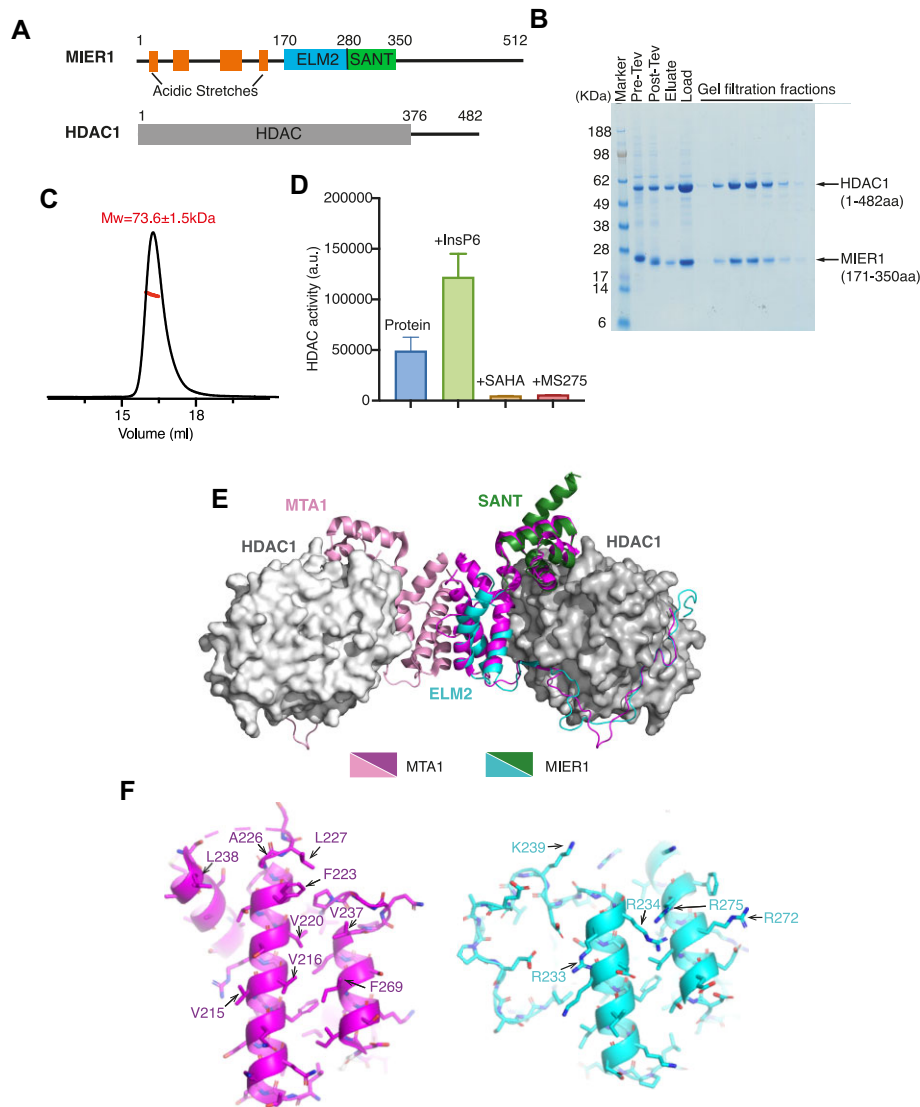 A
1 170 280 350 512
MIER1 ELM2 SANT
Acidic Stretches
1 376 482
HDAC1 HDAC
B
(KDa) Marker Pre-Tev Post-Tev Eluate Load Gel filtration fractions
188
98
62
49
38
28
17
14
6
HDAC1
(1-482aa)
MIER1
(171-350aa)
C
Mw=73.6±1.5kDa
15 18
Volume (ml)
D
HDAC activity (a.u.)
200000
150000
100000
50000
0
Protein
+InsP6
+SAHA
+MS275
E
MTA1
HDAC1
SANT
HDAC1
ELM2
MTA1
MIER1
F
A226
L227
L238
F223
V237
V220
V216
F269
V215
K239
R234
R275
R272
R233